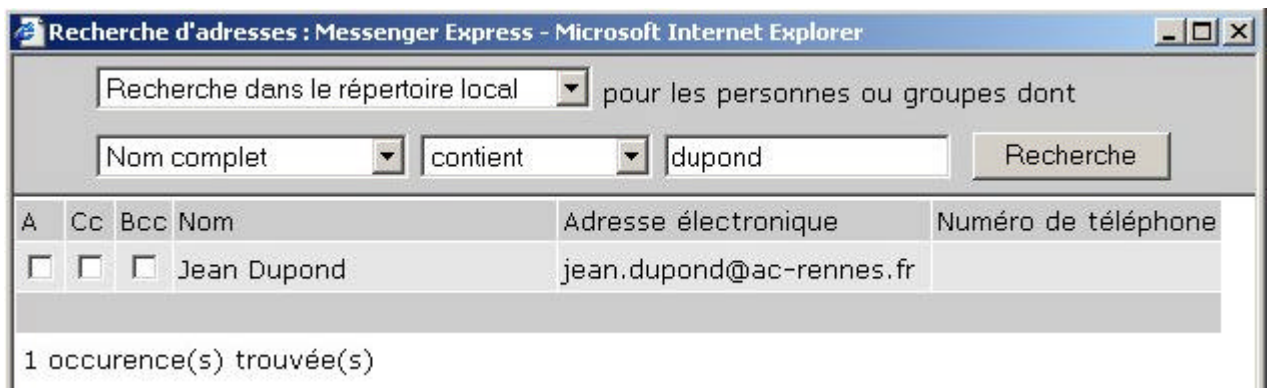 Recherche d'adresses : Messenger Express - Microsoft Internet Explorer
Recherche dans le répertoire local pour les personnes ou groupes dont
Nom complet contient dupond Recherche
A Cc Bcc Nom Adresse électronique Numéro de téléphone
Jean Dupond jean.dupond@ac-rennes.fr
1 occurence(s) trouvée(s)